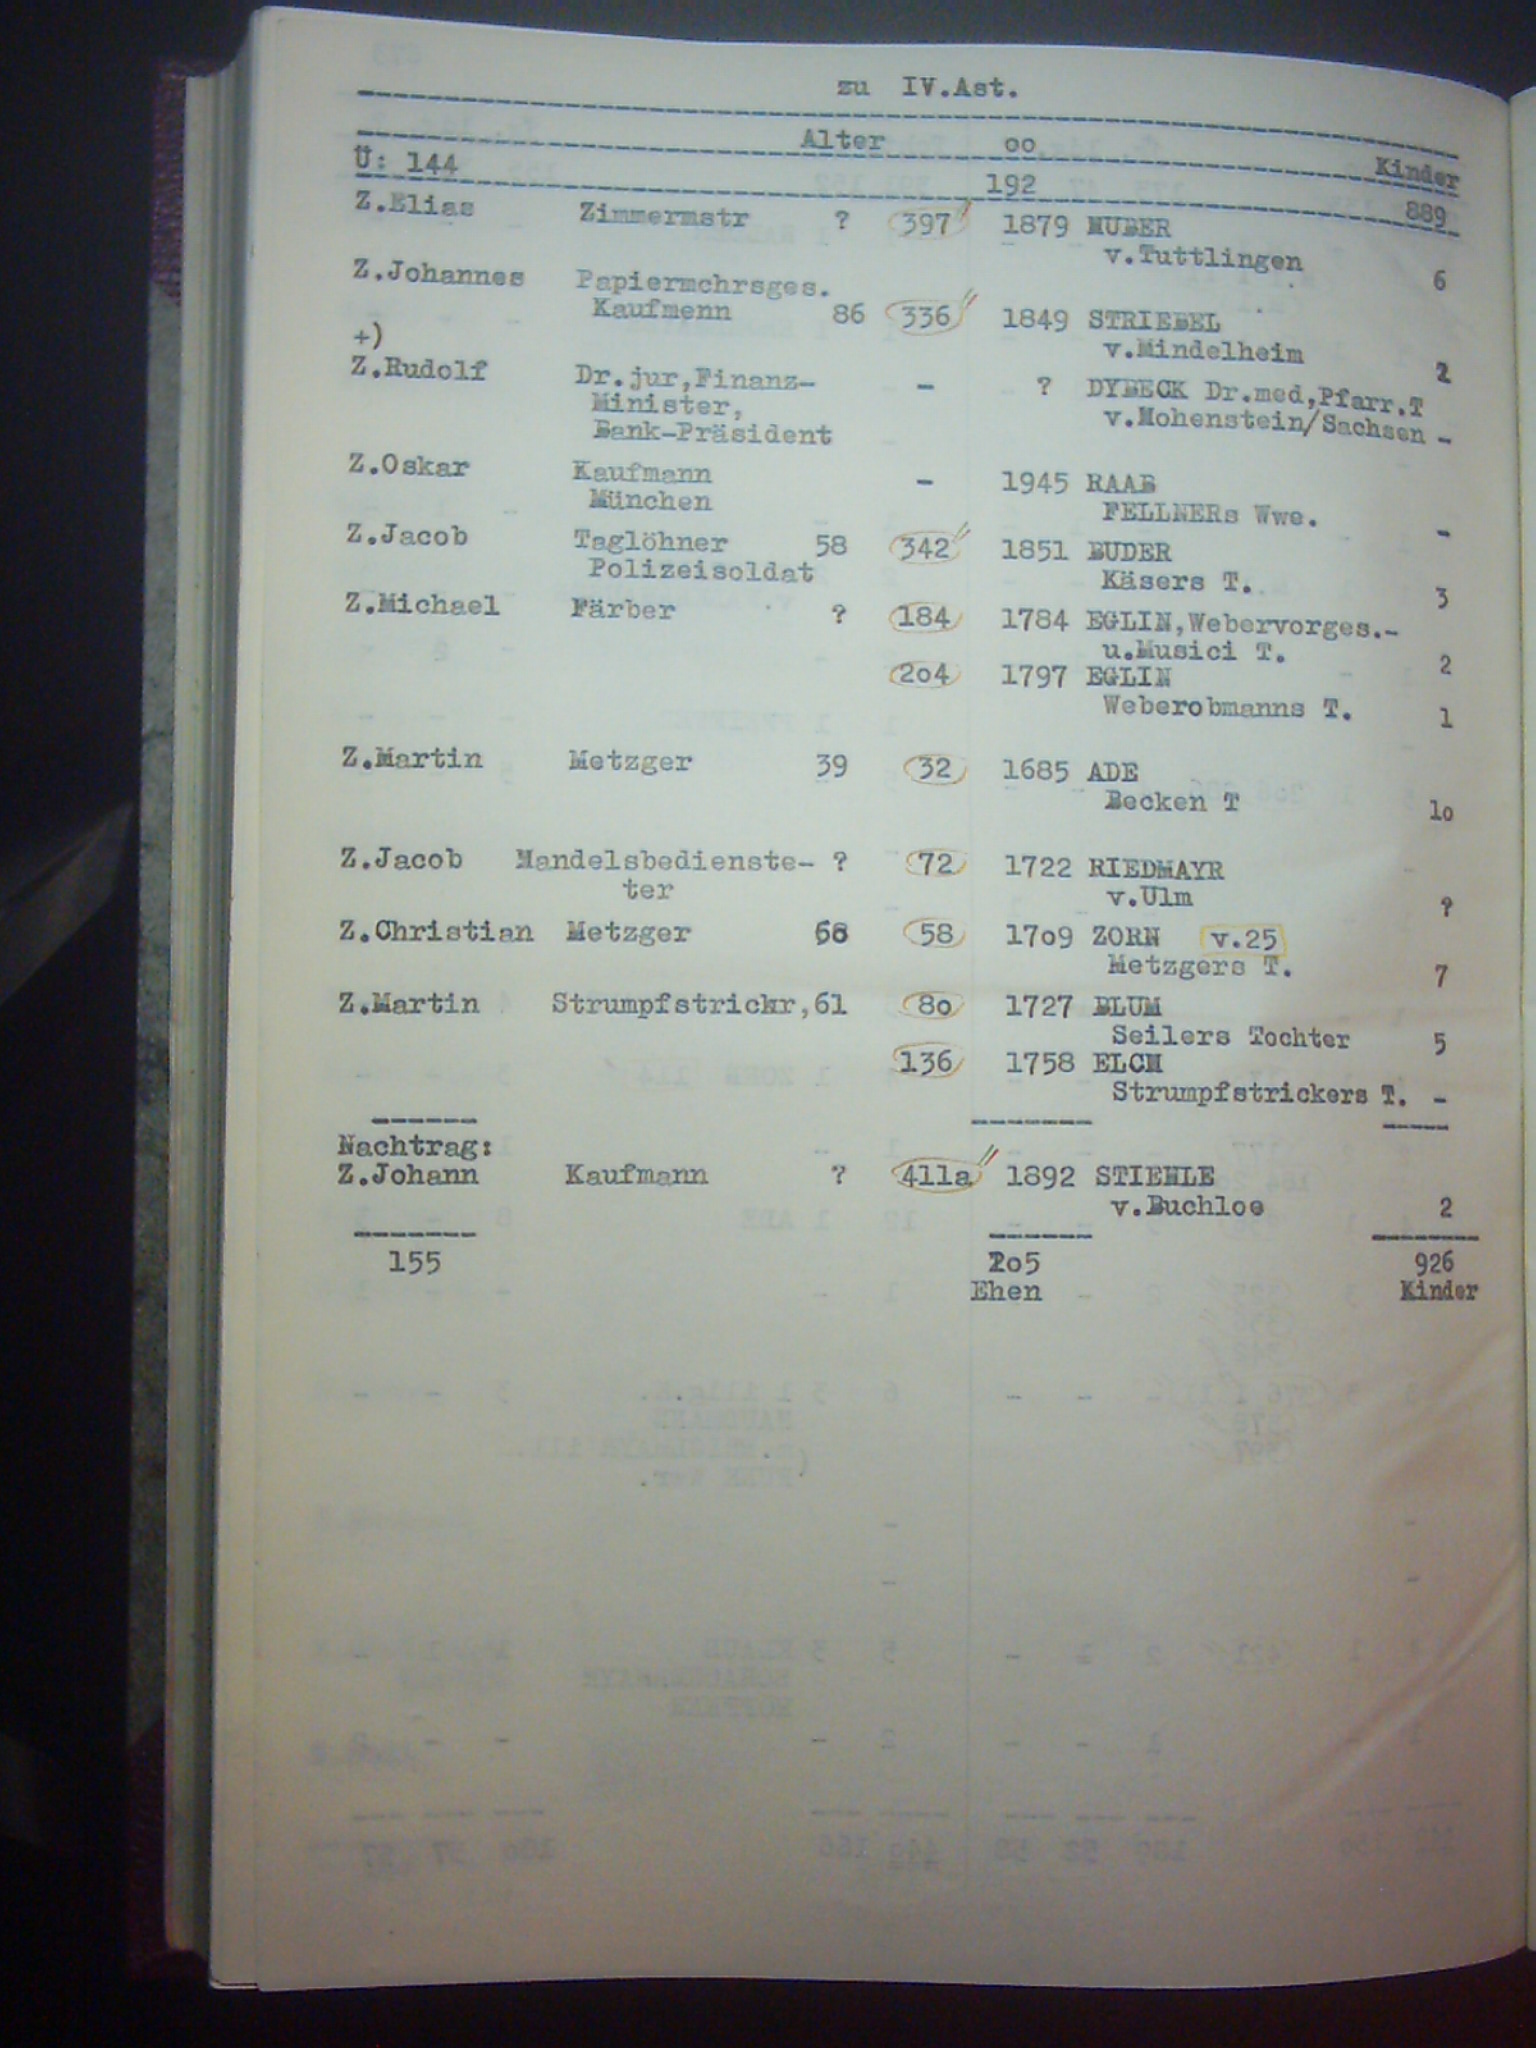 zu IV.Ast.
Alter oo Kinder
Ü: 144 192 889
Z.Elias Zimmermstr ? 397 1879 HUBER
v.Tuttlingen 6
Z.Johannes Papiermchrsges.
Kaufmenn 86 336 1849 STRIEBEL
+) v.Mindelheim 2
Z.Rudolf Dr.jur,Finanz- - ? DYBECK Dr.med,Pfarr.T
Minister, v.Hohenstein/Sachsen -
Bank-Präsident
Z.Oskar Kaufmann - 1945 RAAB
München FELLNERs Wwe. -
Z.Jacob Taglöhner 58 342 1851 BUDER
Polizeisoldat Käsers T. 3
Z.Michael Färber ? 184 1784 EGLIN,Webervorges.-
u.Musici T. 2
2o4 1797 EGLIN
Weberobmanns T. 1
Z.Martin Metzger 39 32 1685 ADE
Becken T 1o
Z.Jacob Handelsbedienste- ? 72 1722 RIEDMAYR
ter v.Ulm ?
Z.Christian Metzger 68 58 17o9 ZORN v.25
Metzgers T. 7
Z.Martin Strumpfstrickr,61 8o 1727 BLUM
Seilers Tochter 5
136 1758 ELCH
Strumpfstrickers T. -
Nachtrag:
Z.Johann Kaufmann ? 411a 1892 STIEHLE
v.Buchloe 2
155 2o5 926
Ehen Kinder